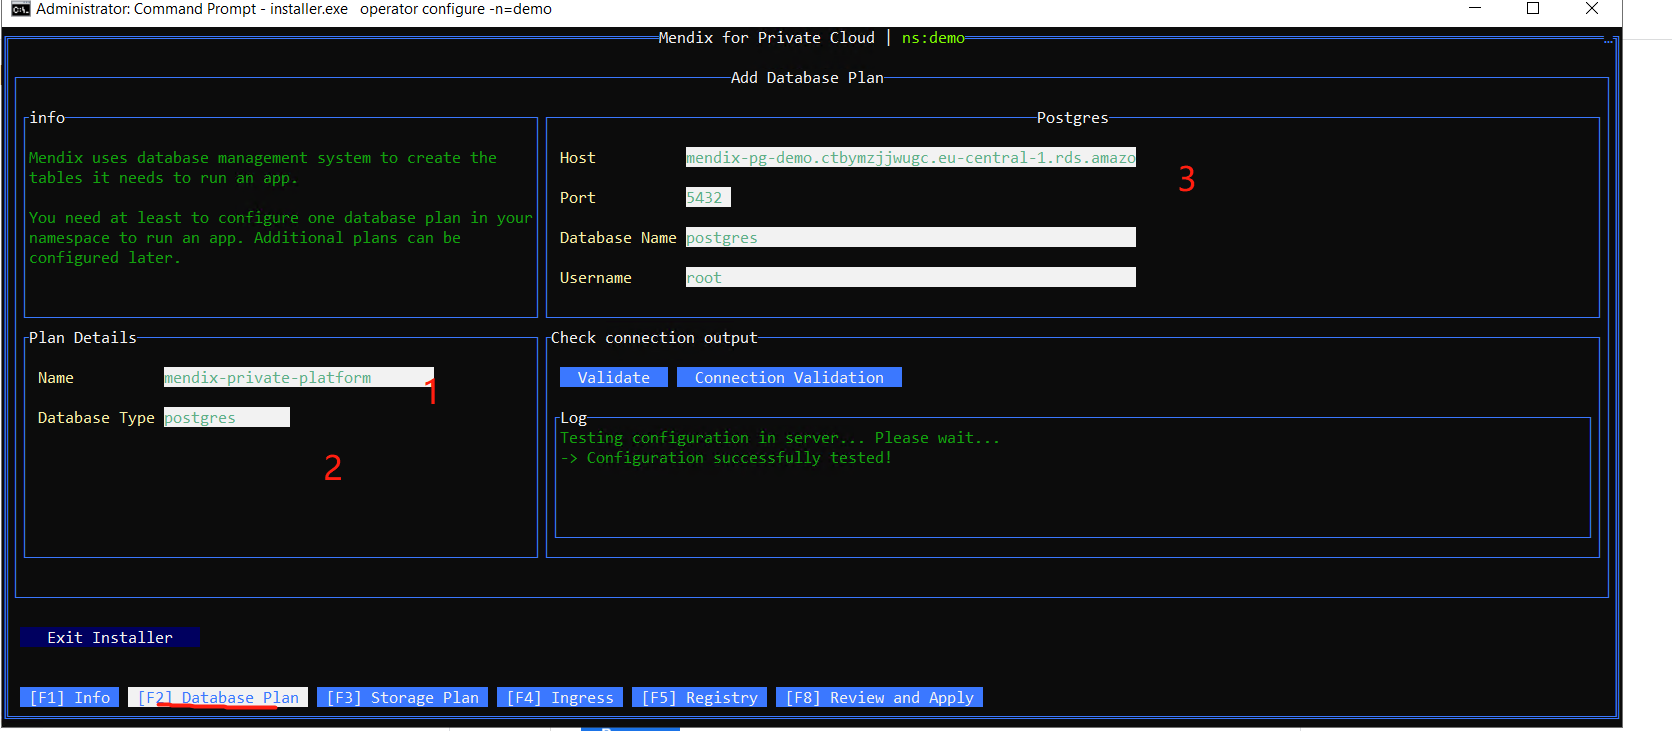 Administrator: Command Prompt - installer.exe operator configure -n=demo
Mendix for Private Cloud | ns:demo
Add Database Plan
info
Mendix uses database management system to create the
tables it needs to run an app.
You need at least to configure one database plan in your
namespace to run an app. Additional plans can be
configured later.
Postgres
Host mendix-pg-demo.ctbymzjjwugc.eu-central-1.rds.amazo
3
Port 5432
Database Name postgres
Username root
Plan Details
Name mendix-private-platform
1
Database Type postgres
2
Check connection output
Validate Connection Validation
Log
Testing configuration in server... Please wait...
-> Configuration successfully tested!
Exit Installer
[F1] Info [F2] Database Plan [F3] Storage Plan [F4] Ingress [F5] Registry [F8] Review and Apply